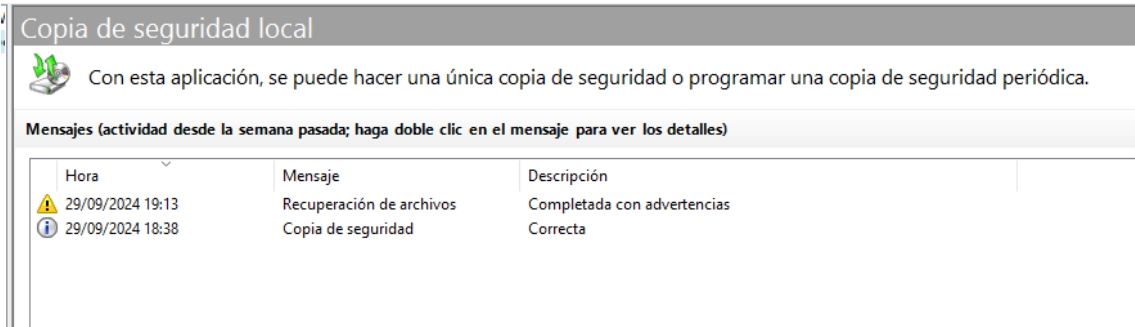 Copia de seguridad local
Con esta aplicación, se puede hacer una única copia de seguridad o programar una copia de seguridad periódica.
Mensajes (actividad desde la semana pasada; haga doble clic en el mensaje para ver los detalles)
Hora Mensaje Descripción
29/09/2024 19:13 Recuperación de archivos Completada con advertencias
29/09/2024 18:38 Copia de seguridad Correcta